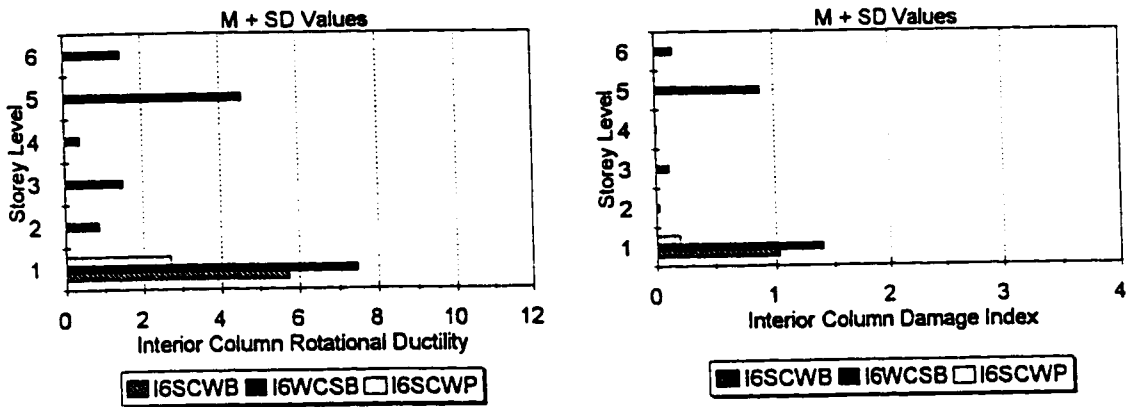 M + SD Values
Storey Level
6
5
4
3
2
1
0 2 4 6 8 10 12
Interior Column Rotational Ductility
I6SCWB I6WCSB I6SCWP
M + SD Values
Storey Level
6
5
4
3
2
1
0 1 2 3 4
Interior Column Damage Index
I6SCWB I6WCSB I6SCWP